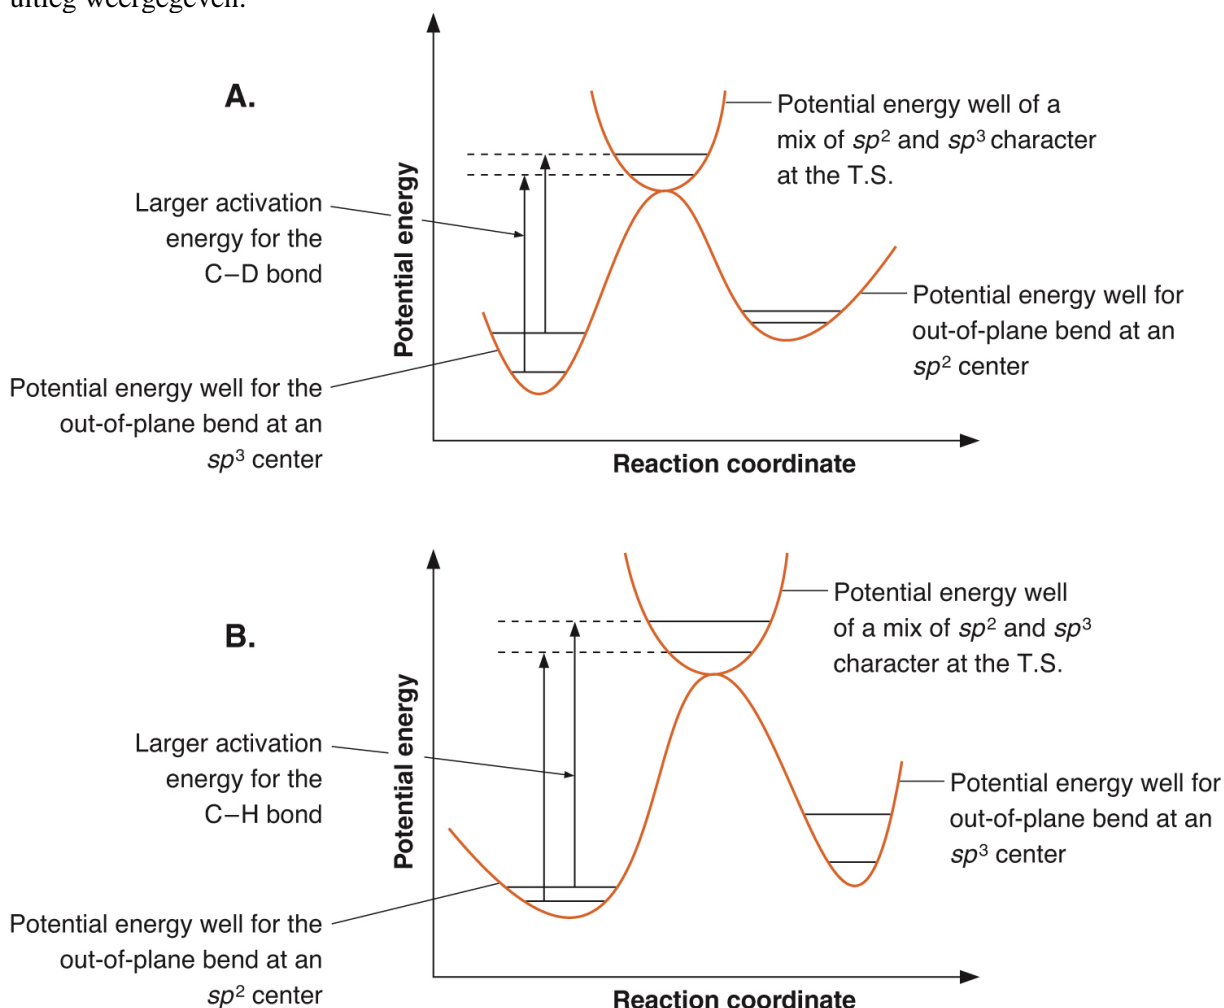 uitleg weergegeven.
A.
Potential energy well of a
mix of sp² and sp³ character
at the T.S.
Larger activation
energy for the
C–D bond
Potential energy
Potential energy well for
out-of-plane bend at an
sp² center
Potential energy well for the
out-of-plane bend at an
sp³ center
Reaction coordinate
B.
Potential energy well
of a mix of sp² and sp³
character at the T.S.
Larger activation
energy for the
C–H bond
Potential energy
Potential energy well for
out-of-plane bend at an
sp³ center
Potential energy well for the
out-of-plane bend at an
sp² center
Reaction coordinate